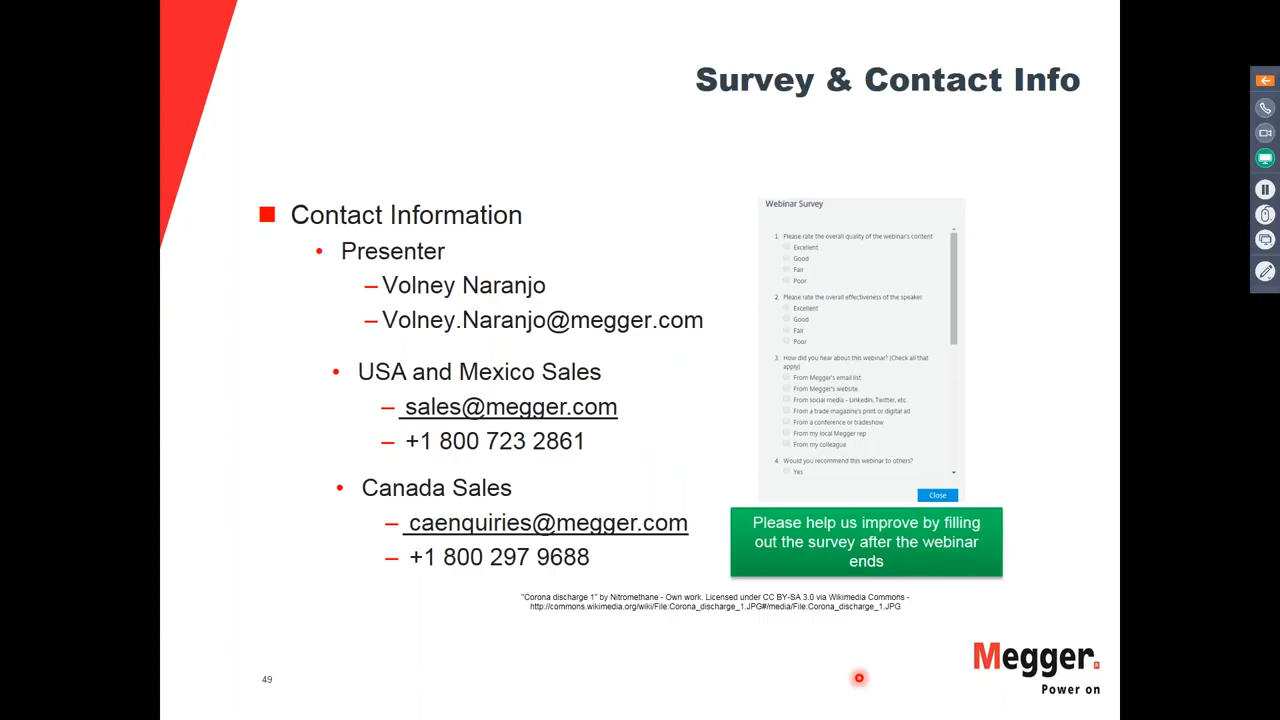 Survey & Contact Info
Contact Information
Presenter
–Volney Naranjo
–Volney.Naranjo@megger.com
USA and Mexico Sales
– sales@megger.com
– +1 800 723 2861
Canada Sales
– caenquiries@megger.com
– +1 800 297 9688
Webinar Survey
1. Please rate the overall quality of the webinar's content
Excellent
Good
Fair
Poor
2. Please rate the overall effectiveness of the speaker
Excellent
Good
Fair
Poor
3. How did you hear about this webinar? (Check all that
apply)
From Megger's email list
From Megger's website
From social media - LinkedIn, Twitter, etc.
From a trade magazine's print or digital ad
From a conference or tradeshow
From my local Megger rep
From my colleague
4. Would you recommend this webinar to others?
Yes
Close
Please help us improve by filling
out the survey after the webinar
ends
"Corona discharge 1" by Nitromethane - Own work. Licensed under CC BY-SA 3.0 via Wikimedia Commons -
http://commons.wikimedia.org/wiki/File:Corona_discharge_1.JPG#/media/File:Corona_discharge_1.JPG
49
Megger.
Power on